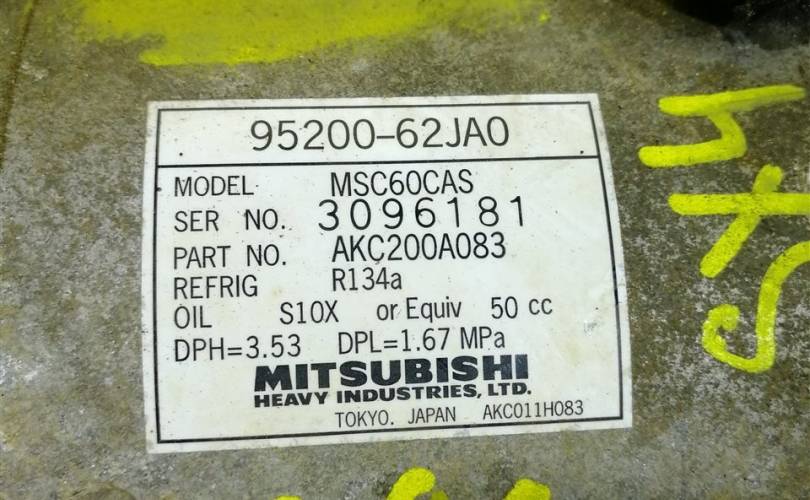 95200-62JA0
MODEL MSC60CAS
SER NO. 3096181
PART NO. AKC200A083
REFRIG R134a
OIL S10X or Equiv 50 cc
DPH=3.53 DPL=1.67 MPa
MITSUBISHI
HEAVY INDUSTRIES, LTD.
TOKYO. JAPAN AKC011H083